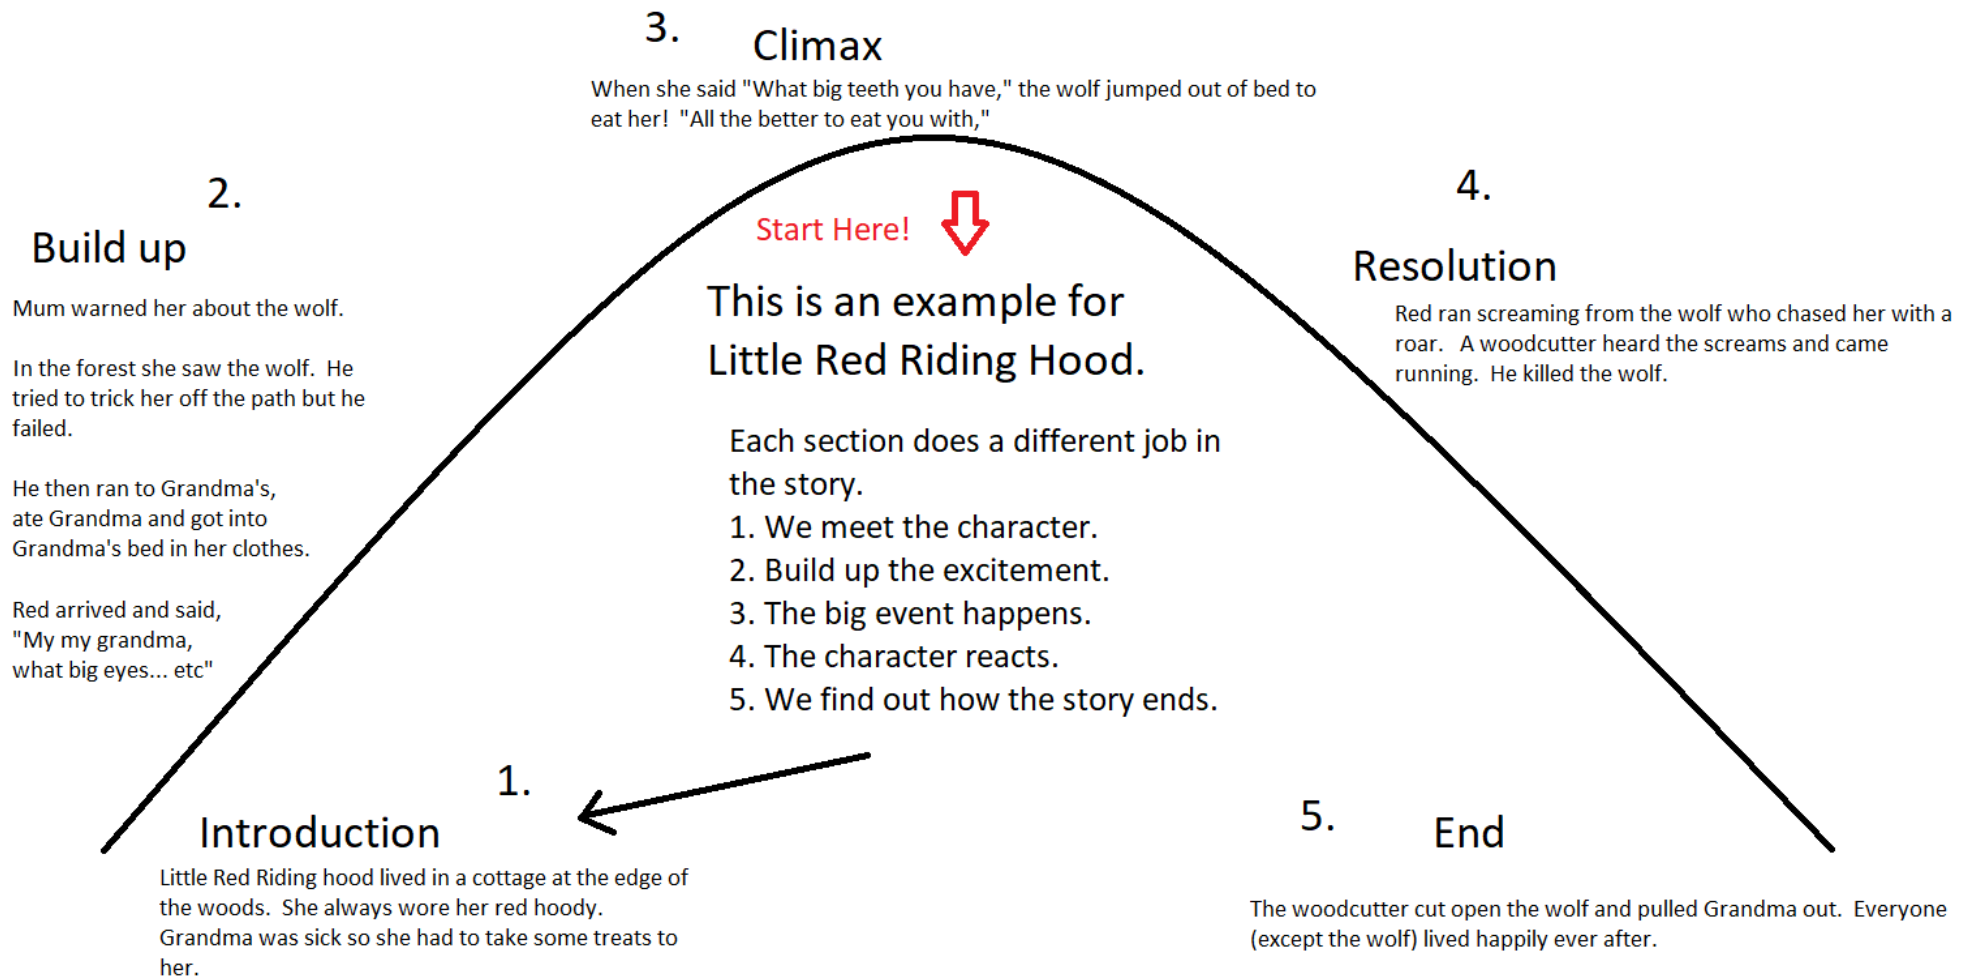 3.
Climax
When she said "What big teeth you have," the wolf jumped out of bed to
eat her!  "All the better to eat you with,"
2.
Build up
Mum warned her about the wolf.
In the forest she saw the wolf.  He
tried to trick her off the path but he
failed.
He then ran to Grandma's,
ate Grandma and got into
Grandma's bed in her clothes.
Red arrived and said,
"My my grandma,
what big eyes... etc"
Start Here!
This is an example for
Little Red Riding Hood.
Each section does a different job in
the story.
1. We meet the character.
2. Build up the excitement.
3. The big event happens.
4. The character reacts.
5. We find out how the story ends.
4.
Resolution
Red ran screaming from the wolf who chased her with a
roar.   A woodcutter heard the screams and came
running.  He killed the wolf.
1.
Introduction
Little Red Riding hood lived in a cottage at the edge of
the woods.  She always wore her red hoody.
Grandma was sick so she had to take some treats to
her.
5.
End
The woodcutter cut open the wolf and pulled Grandma out.  Everyone
(except the wolf) lived happily ever after.